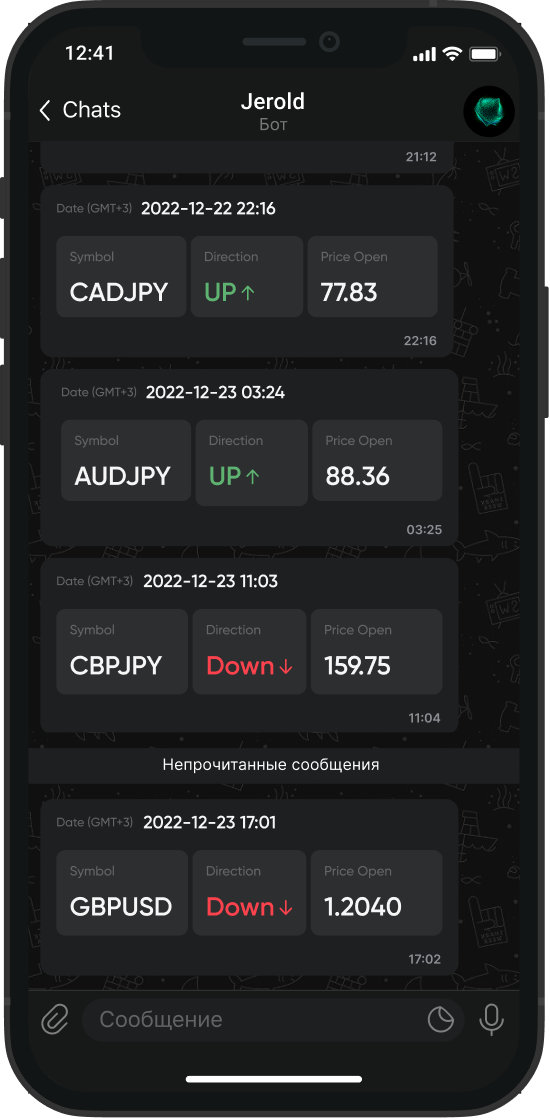 12:41
Chats
Jerold
Бот
21:12
Date (GMT+3) 2022-12-22 22:16
Symbol Direction Price Open
CADJPY UP ↑ 77.83
22:16
Date (GMT+3) 2022-12-23 03:24
Symbol Direction Price Open
AUDJPY UP ↑ 88.36
03:25
Date (GMT+3) 2022-12-23 11:03
Symbol Direction Price Open
CBPJPY Down ↓ 159.75
11:04
Непрочитанные сообщения
Date (GMT+3) 2022-12-23 17:01
Symbol Direction Price Open
GBPUSD Down ↓ 1.2040
17:02
Сообщение